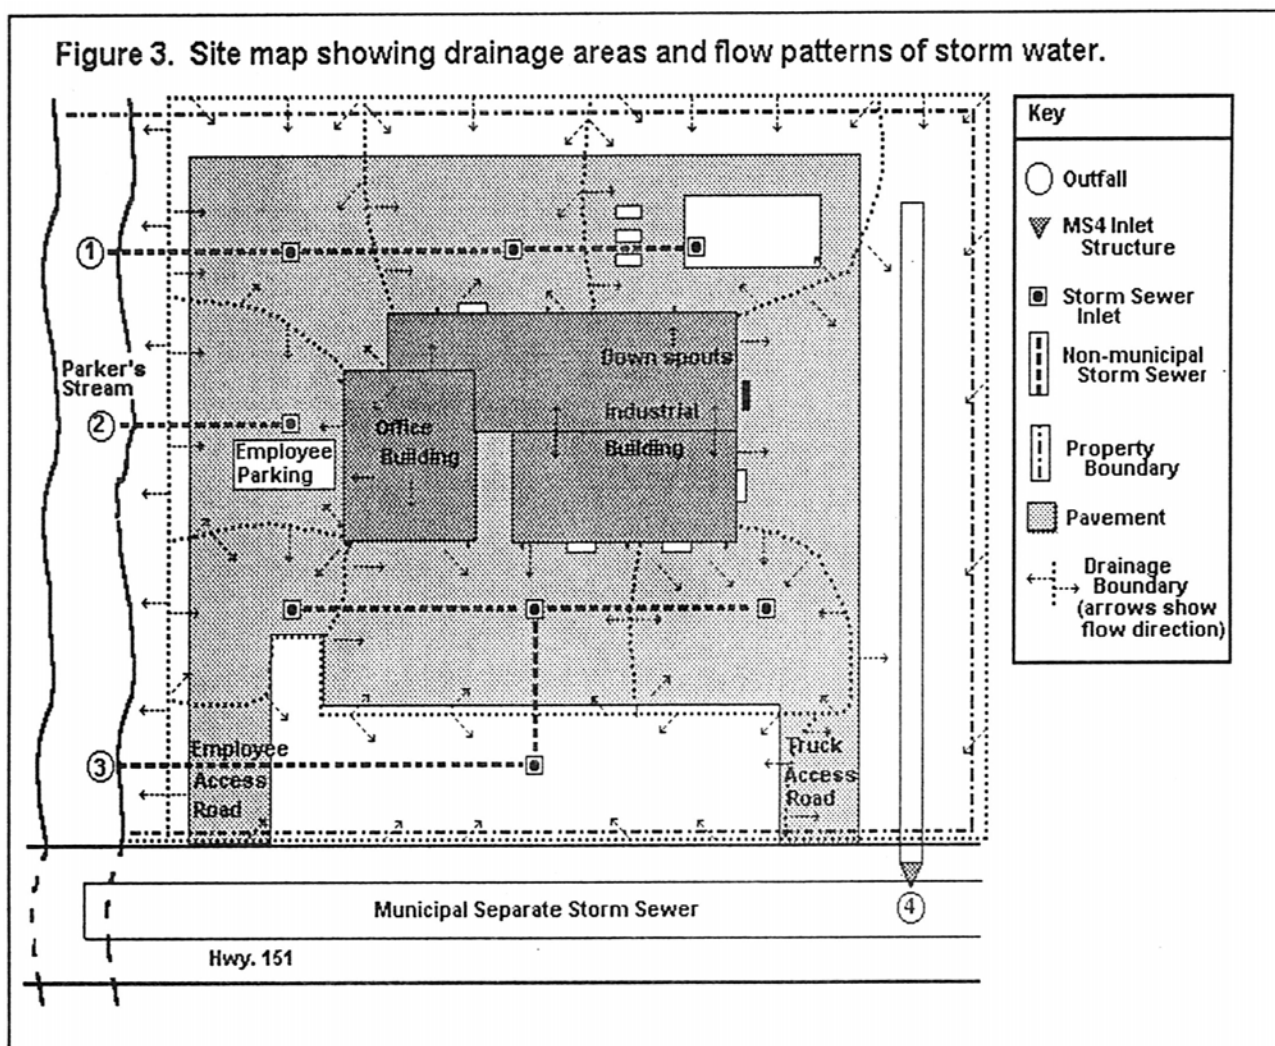 Figure 3. Site map showing drainage areas and flow patterns of storm water.
Key
Outfall
MS4 Inlet
Structure
Storm Sewer
Inlet
Non-municipal
Storm Sewer
Property
Boundary
Pavement
Drainage
Boundary
(arrows show
flow direction)
1
Parker's
Stream
2
3
Down spouts
Industrial
Building
Office
Building
Employee
Parking
Employee
Access
Road
Truck
Access
Road
4
Municipal Separate Storm Sewer
Hwy. 151